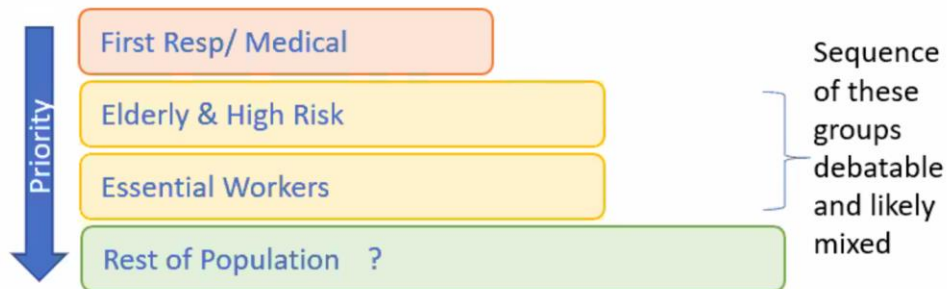 Priority
First Resp/ Medical
Elderly & High Risk
Essential Workers
Rest of Population ?
Sequence
of these
groups
debatable
and likely
mixed